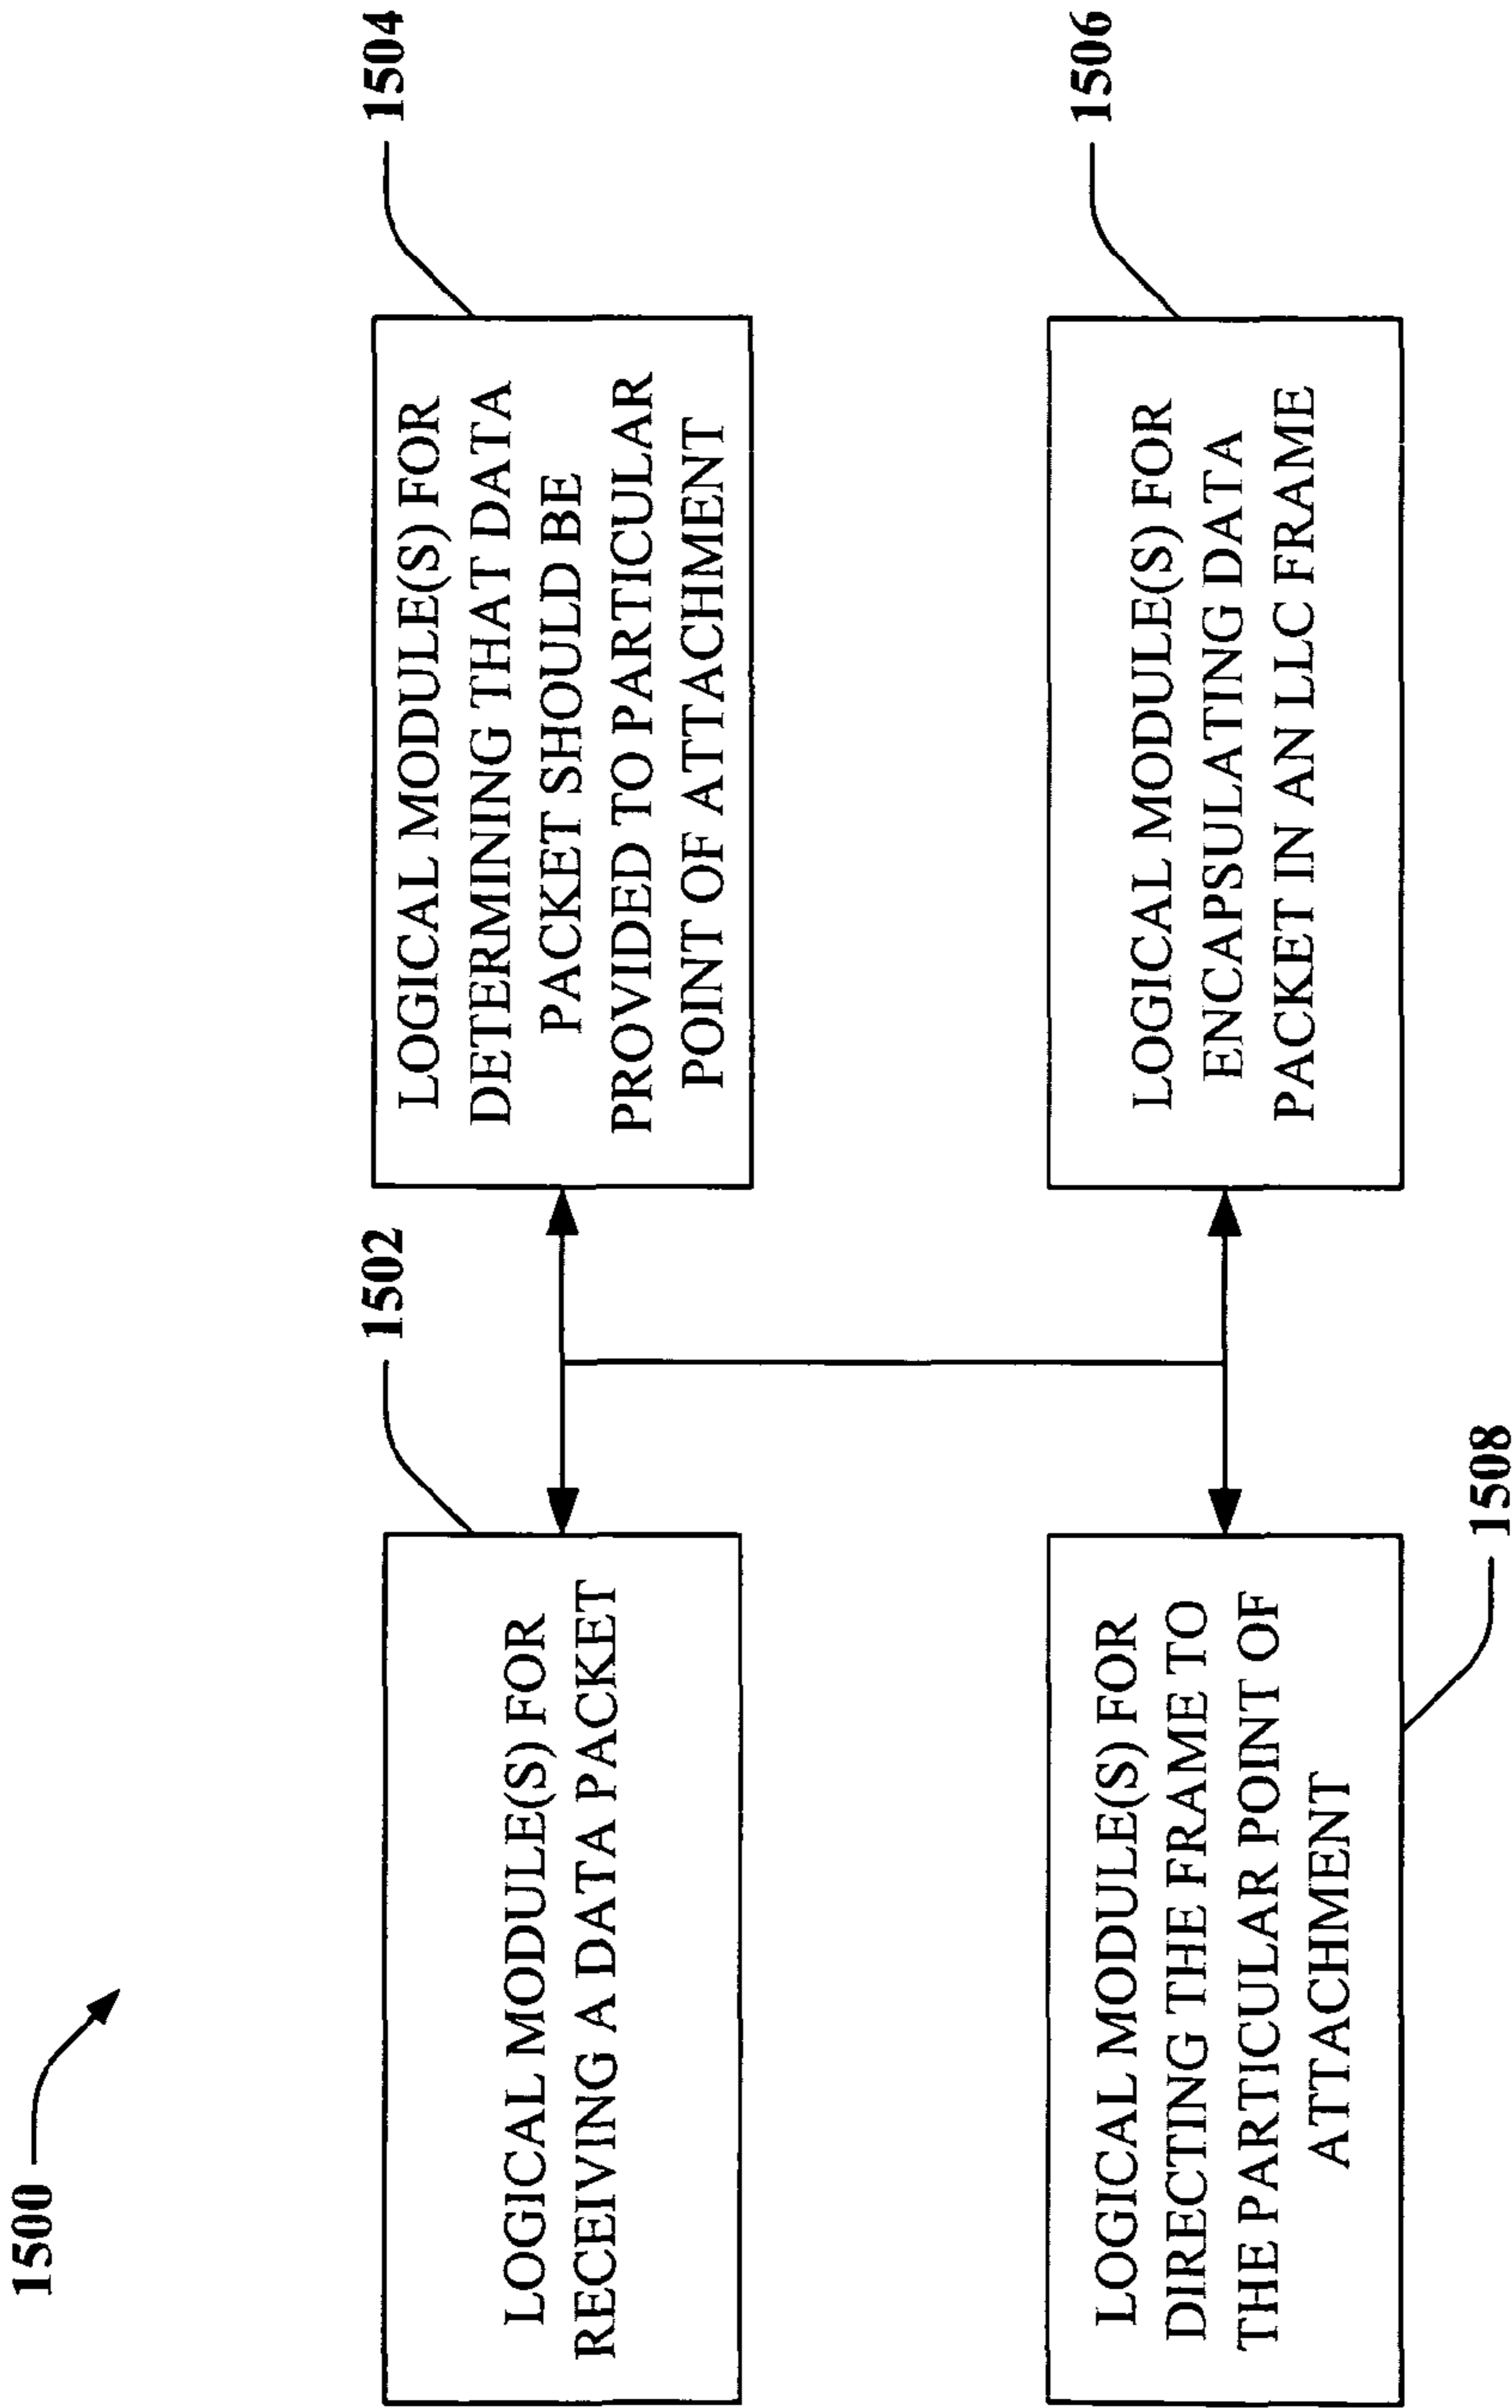 1500
1502
LOGICAL MODULE(S) FOR
RECEIVING A DATA PACKET
1504
LOGICAL MODULE(S) FOR
DETERMINING THAT DATA
PACKET SHOULD BE
PROVIDED TO PARTICULAR
POINT OF ATTACHMENT
LOGICAL MODULE(S) FOR
DIRECTING THE FRAME TO
THE PARTICULAR POINT OF
ATTACHMENT
1508
1506
LOGICAL MODULE(S) FOR
ENCAPSULATING DATA
PACKET IN AN LLC FRAME